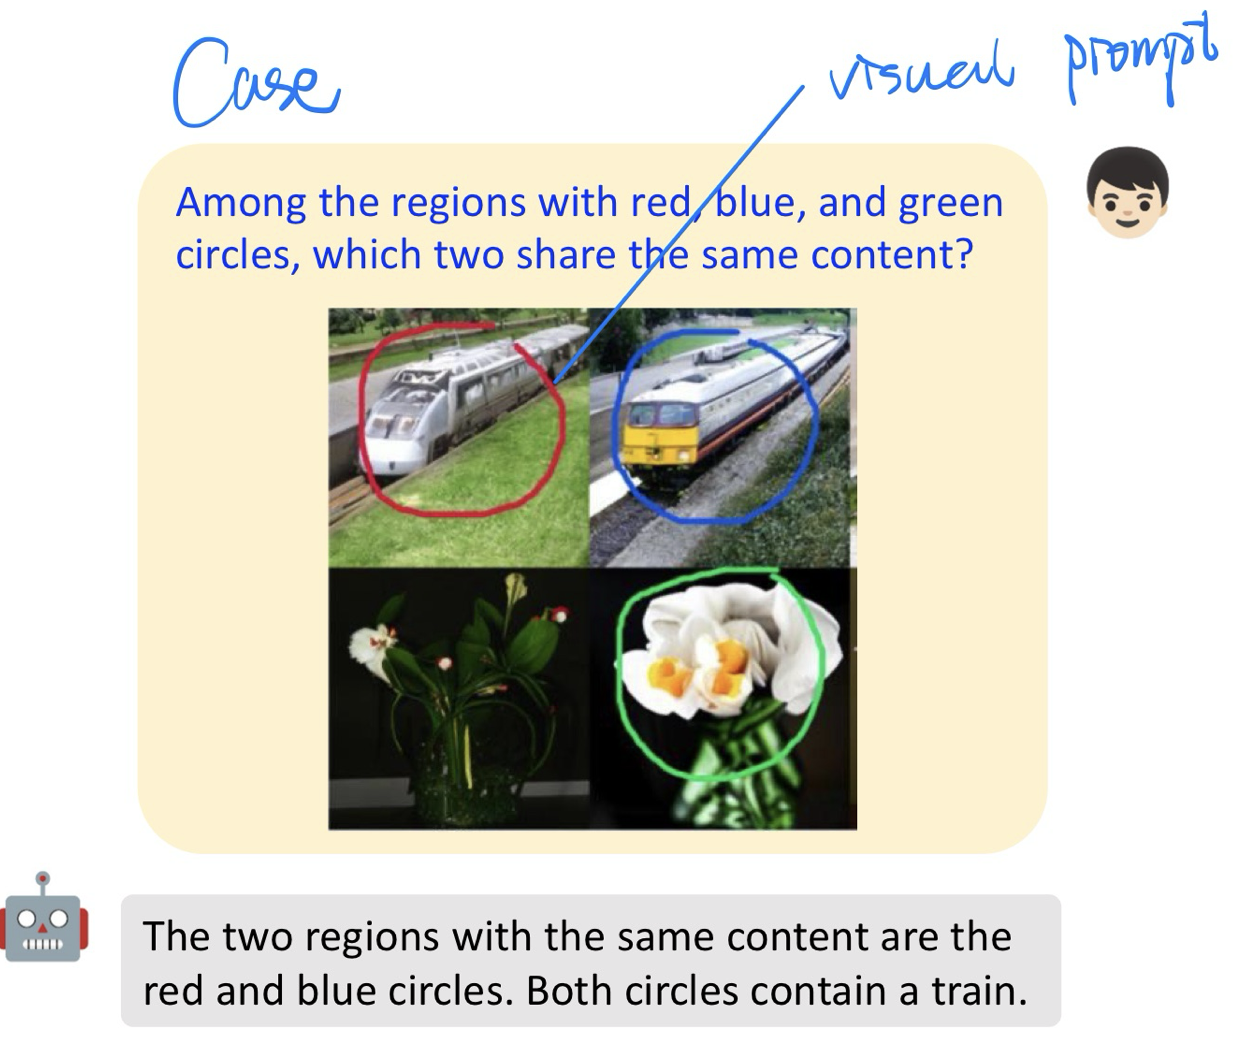 Case
visual prompt
Among the regions with red, blue, and green
circles, which two share the same content?
The two regions with the same content are the
red and blue circles. Both circles contain a train.